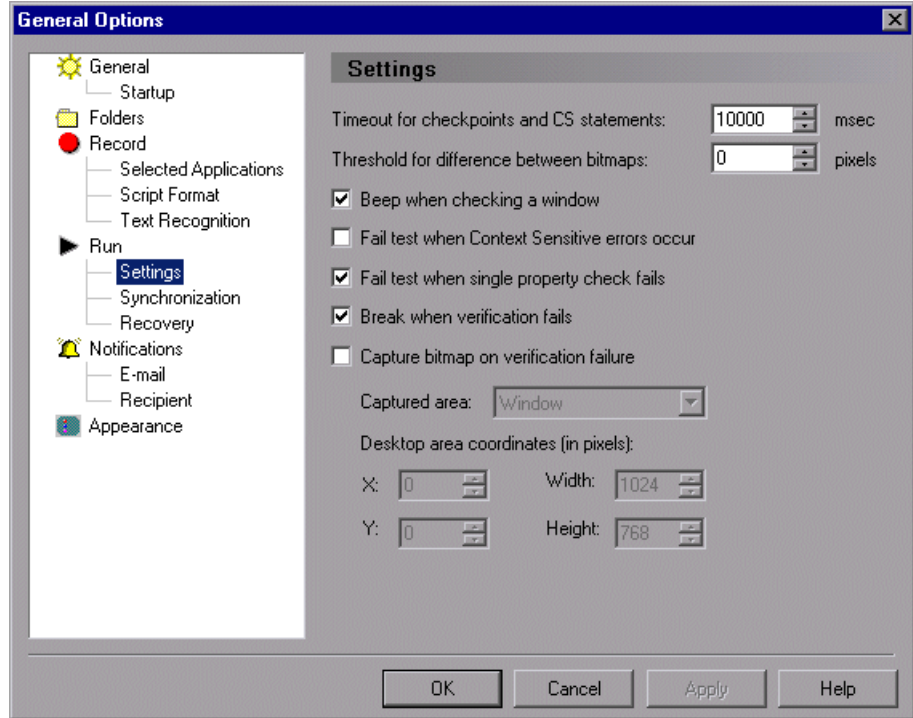 General Options
General
Startup
Folders
Record
Selected Applications
Script Format
Text Recognition
Run
Settings
Synchronization
Recovery
Notifications
E-mail
Recipient
Appearance
Settings
Timeout for checkpoints and CS statements: 10000 msec
Threshold for difference between bitmaps: 0 pixels
Beep when checking a window
Fail test when Context Sensitive errors occur
Fail test when single property check fails
Break when verification fails
Capture bitmap on verification failure
Captured area: Window
Desktop area coordinates (in pixels):
X: 0 Width: 1024
Y: 0 Height: 768
OK Cancel Apply Help